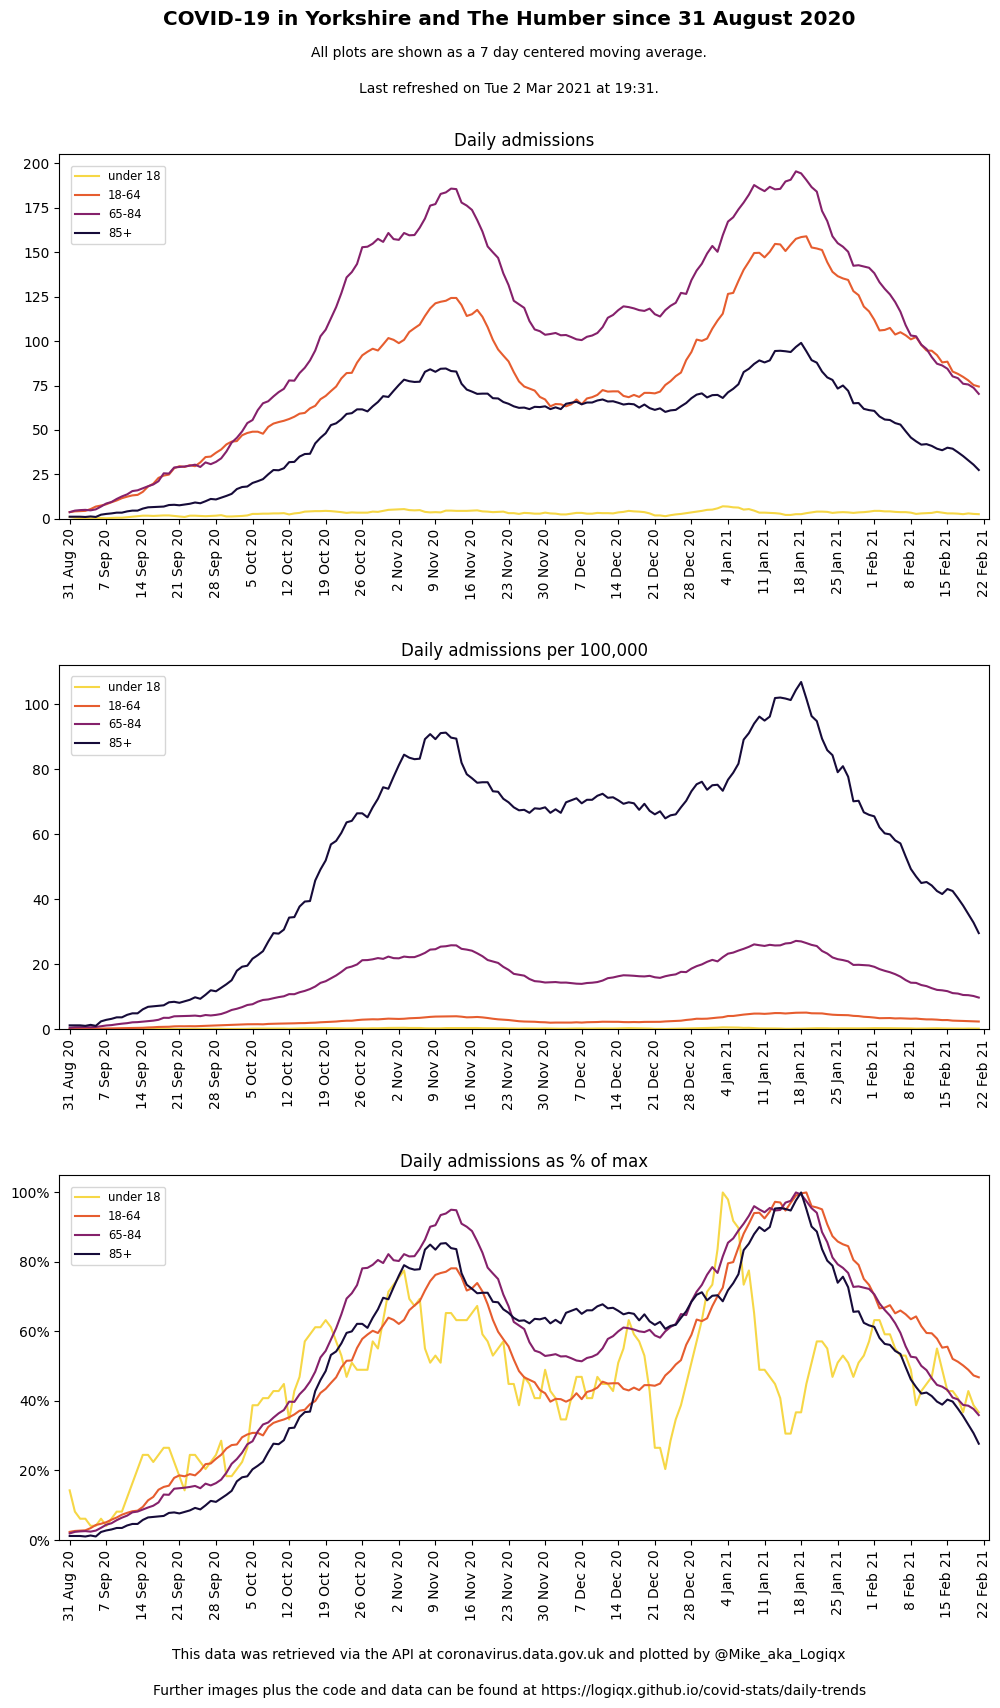 COVID-19 in Yorkshire and The Humber since 31 August 2020
All plots are shown as a 7 day centered moving average.
Last refreshed on Tue 2 Mar 2021 at 19:31.
Daily admissions
200
175
150
125
100
75
50
25
0
under 18
18-64
65-84
85+
31 Aug 20
7 Sep 20
14 Sep 20
21 Sep 20
28 Sep 20
5 Oct 20
12 Oct 20
19 Oct 20
26 Oct 20
2 Nov 20
9 Nov 20
16 Nov 20
23 Nov 20
30 Nov 20
7 Dec 20
14 Dec 20
21 Dec 20
28 Dec 20
4 Jan 21
11 Jan 21
18 Jan 21
25 Jan 21
1 Feb 21
8 Feb 21
15 Feb 21
22 Feb 21
Daily admissions per 100,000
100
80
60
40
20
0
under 18
18-64
65-84
85+
31 Aug 20
7 Sep 20
14 Sep 20
21 Sep 20
28 Sep 20
5 Oct 20
12 Oct 20
19 Oct 20
26 Oct 20
2 Nov 20
9 Nov 20
16 Nov 20
23 Nov 20
30 Nov 20
7 Dec 20
14 Dec 20
21 Dec 20
28 Dec 20
4 Jan 21
11 Jan 21
18 Jan 21
25 Jan 21
1 Feb 21
8 Feb 21
15 Feb 21
22 Feb 21
Daily admissions as % of max
100%
80%
60%
40%
20%
0%
under 18
18-64
65-84
85+
31 Aug 20
7 Sep 20
14 Sep 20
21 Sep 20
28 Sep 20
5 Oct 20
12 Oct 20
19 Oct 20
26 Oct 20
2 Nov 20
9 Nov 20
16 Nov 20
23 Nov 20
30 Nov 20
7 Dec 20
14 Dec 20
21 Dec 20
28 Dec 20
4 Jan 21
11 Jan 21
18 Jan 21
25 Jan 21
1 Feb 21
8 Feb 21
15 Feb 21
22 Feb 21
This data was retrieved via the API at coronavirus.data.gov.uk and plotted by @Mike_aka_Logiqx
Further images plus the code and data can be found at https://logiqx.github.io/covid-stats/daily-trends